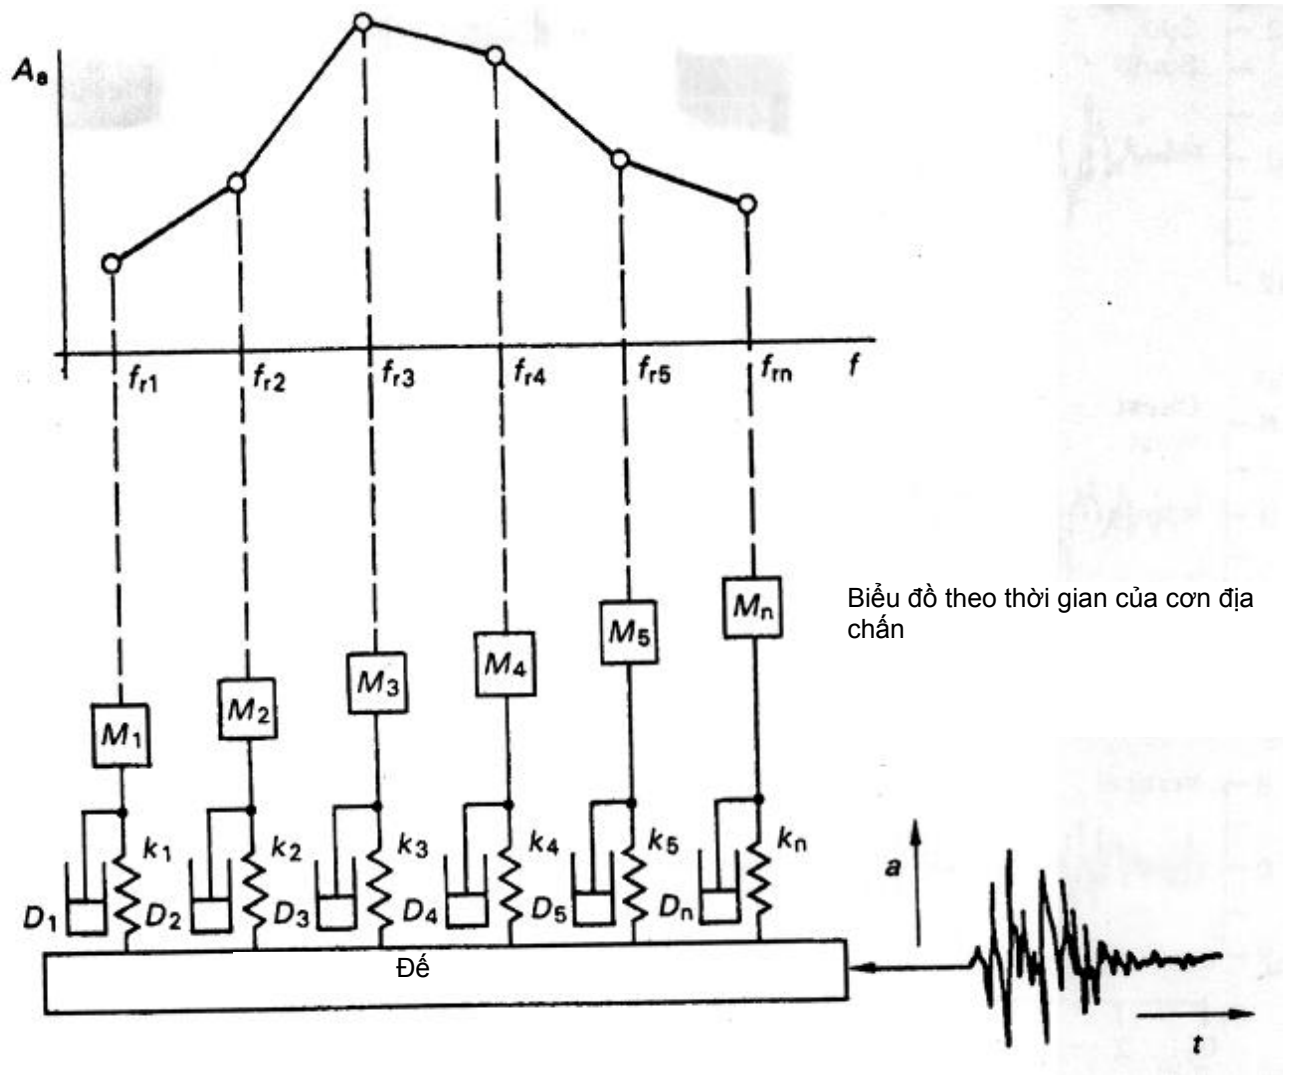 Aa
fr1 fr2 fr3 fr4 fr5 frn f
M1 M2 M3 M4 M5 Mn
Biểu đồ theo thời gian của cơn địa
chấn
k1 k2 k3 k4 k5 kn
D1 D2 D3 D4 D5 Dn
a
Đế
t